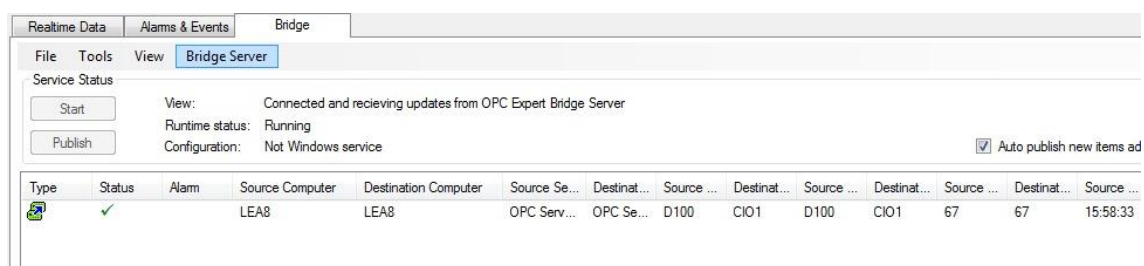 Realtime Data Alarms & Events Bridge
File Tools View Bridge Server
Service Status
Start
View: Connected and recieving updates from OPC Expert Bridge Server
Runtime status: Running
Publish
Configuration: Not Windows service
Auto publish new items ad
Type Status Alarm Source Computer Destination Computer Source Se... Destinat... Source ... Destinat... Source ... Destinat... Source ... Destinat... Source ...
LEA8 LEA8 OPC Serv... OPC Se... D100 CIO1 D100 CIO1 67 67 15:58:33